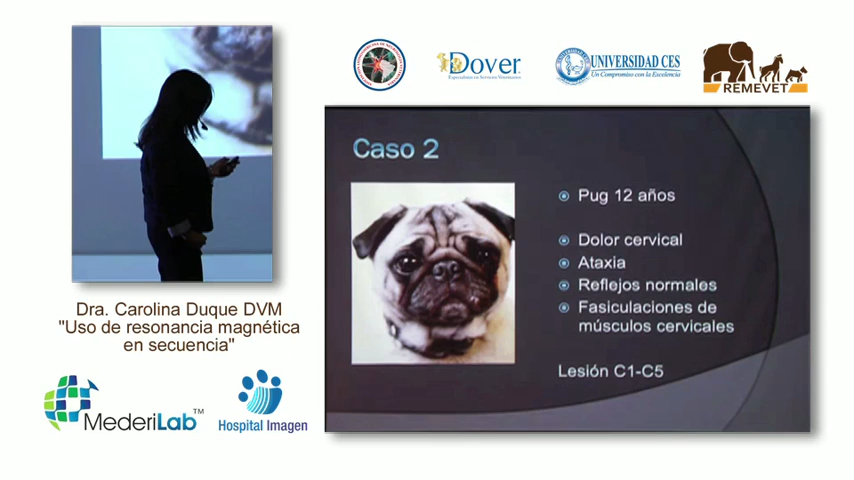 Dra. Carolina Duque DVM
"Uso de resonancia magnética
en secuencia"
MederiLab™
Hospital Imagen
Dover
Especialistas en Servicios Veterinarios
UNIVERSIDAD CES
Un Compromiso con la Excelencia
REMEVET
Caso 2
Pug 12 años
Dolor cervical
Ataxia
Reflejos normales
Fasiculaciones de
músculos cervicales
Lesión C1-C5